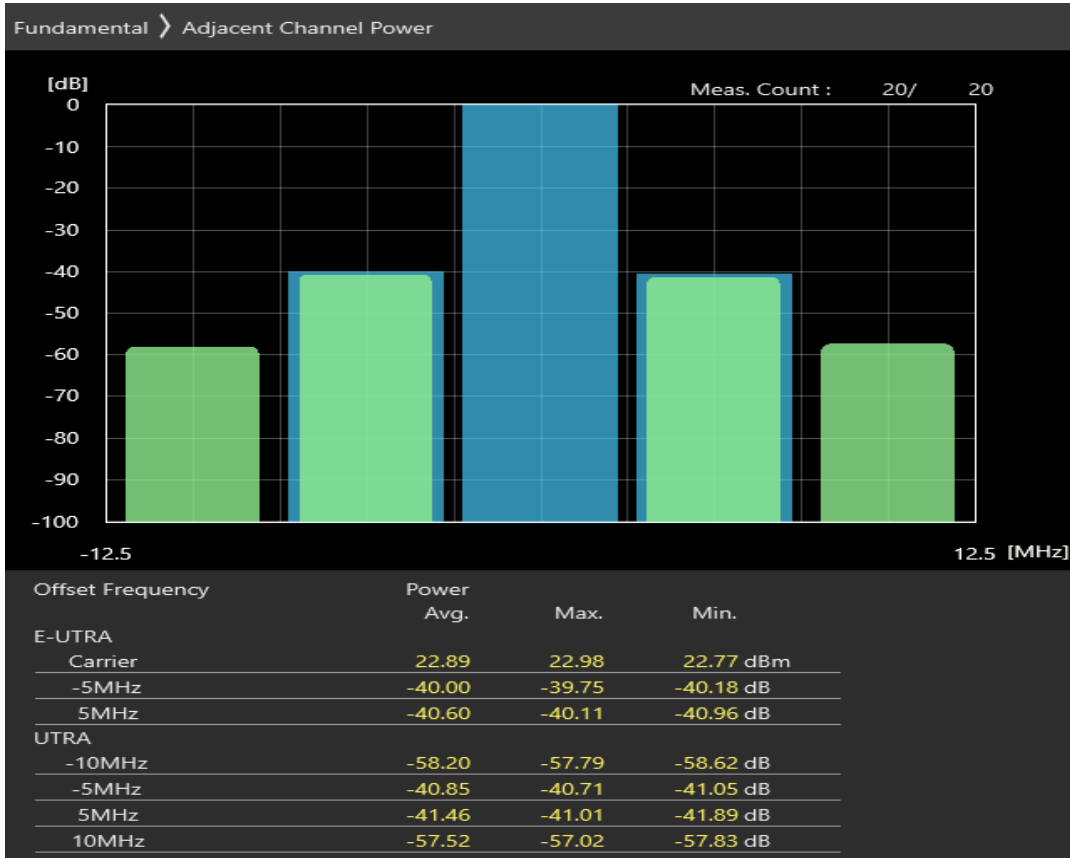 Fundamental 〉 Adjacent Channel Power
[dB]
Meas. Count : 20/ 20
0
-10
-20
-30
-40
-50
-60
-70
-80
-90
-100
-12.5 12.5 [MHz]
Offset Frequency Power
Avg. Max. Min.
E-UTRA
Carrier 22.89 22.98 22.77 dBm
-5MHz -40.00 -39.75 -40.18 dB
5MHz -40.60 -40.11 -40.96 dB
UTRA
-10MHz -58.20 -57.79 -58.62 dB
-5MHz -40.85 -40.71 -41.05 dB
5MHz -41.46 -41.01 -41.89 dB
10MHz -57.52 -57.02 -57.83 dB